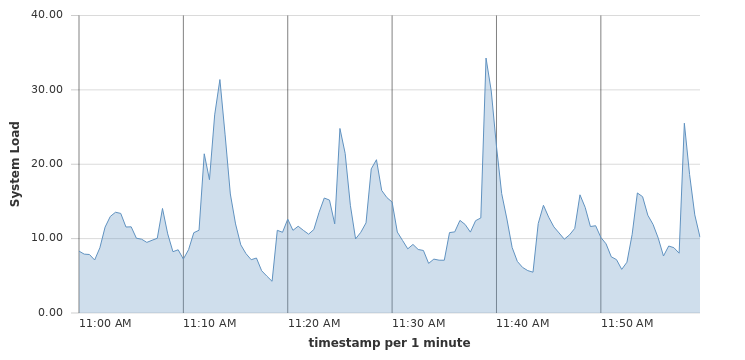 40.00
30.00
20.00
10.00
0.00
System Load
11:00 AM
11:10 AM
11:20 AM
11:30 AM
11:40 AM
11:50 AM
timestamp per 1 minute